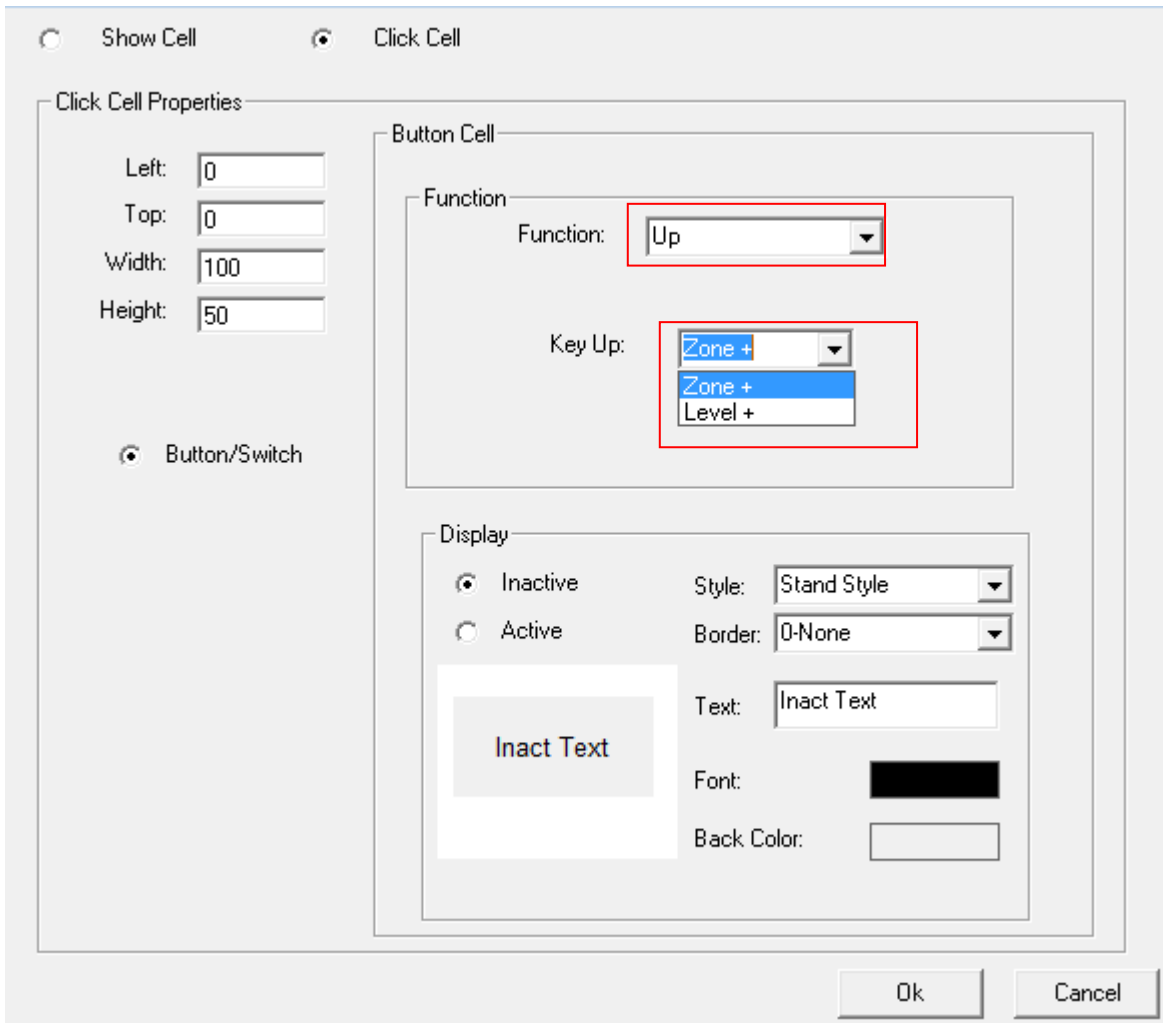 Show Cell Click Cell
Click Cell Properties
Button Cell
Left: 0
Function
Top: 0
Function: Up
Width: 100
Height: 50
Key Up: Zone +
Zone +
Level +
Button/Switch
Display
Inactive Style: Stand Style
Active Border: 0-None
Text: Inact Text
Inact Text
Font:
Back Color:
Ok Cancel